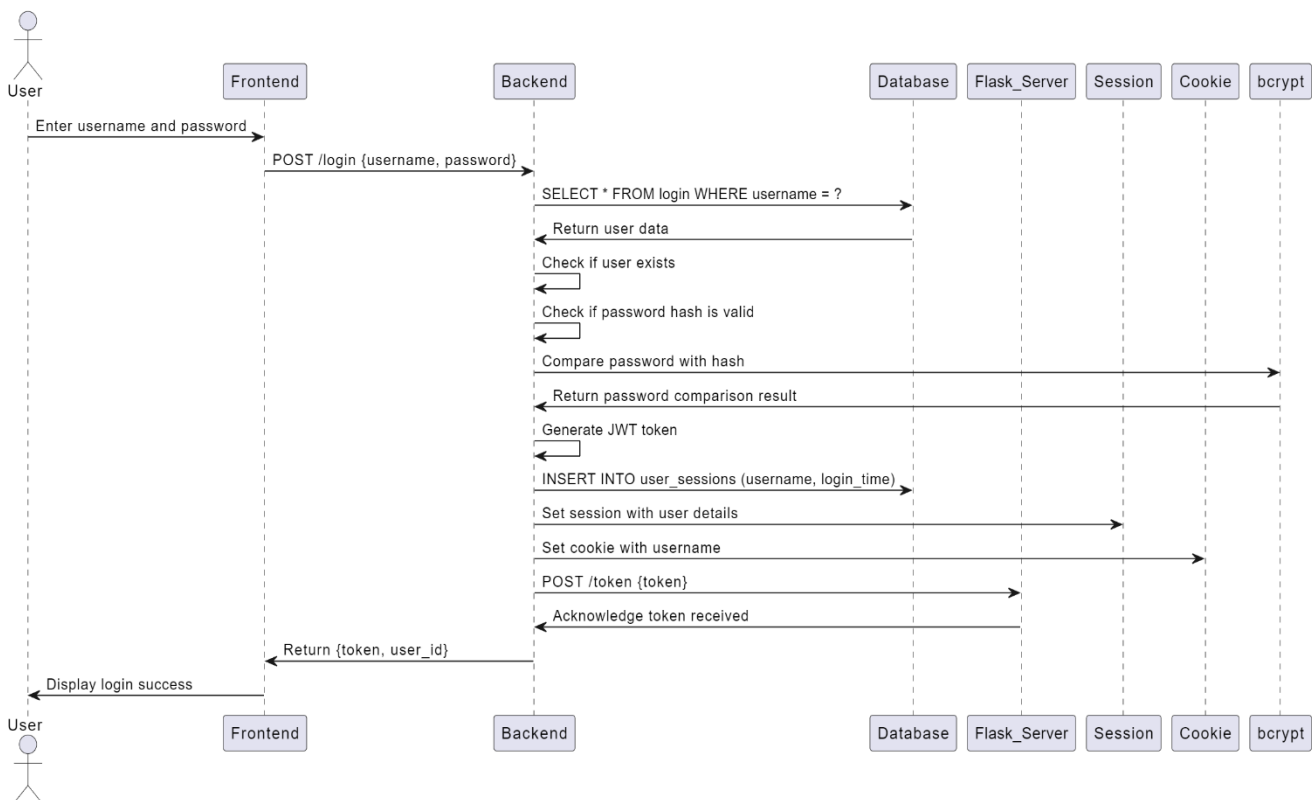 User
Frontend
Backend
Database
Flask_Server
Session
Cookie
bcrypt
Enter username and password
POST /login {username, password}
SELECT * FROM login WHERE username = ?
Return user data
Check if user exists
Check if password hash is valid
Compare password with hash
Return password comparison result
Generate JWT token
INSERT INTO user_sessions (username, login_time)
Set session with user details
Set cookie with username
POST /token {token}
Acknowledge token received
Return {token, user_id}
Display login success
User
Frontend
Backend
Database
Flask_Server
Session
Cookie
bcrypt